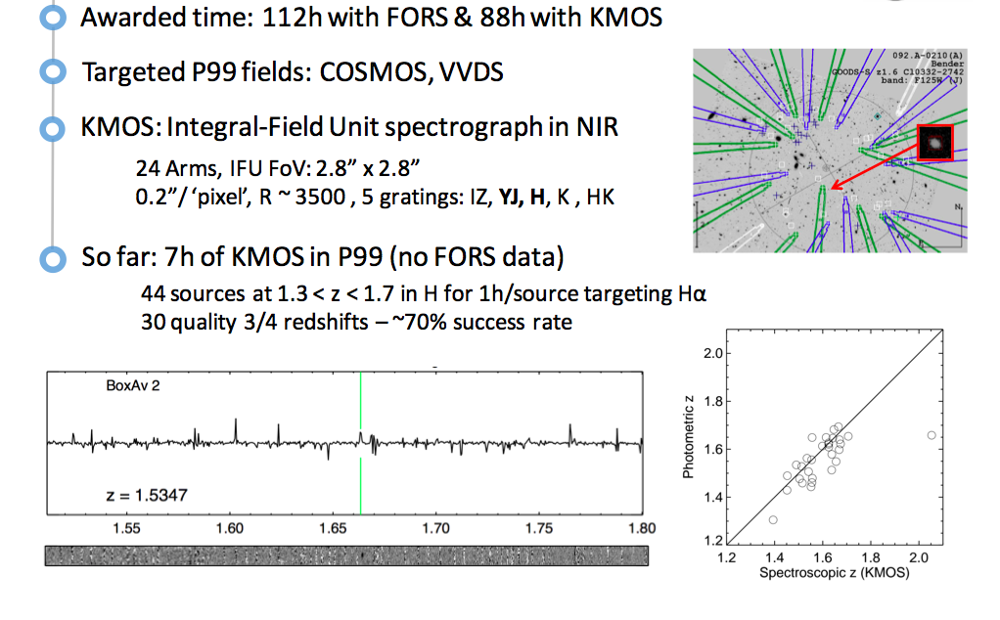 Awarded time: 112h with FORS & 88h with KMOS
Targeted P99 fields: COSMOS, VVDS
KMOS: Integral-Field Unit spectrograph in NIR
24 Arms, IFU FoV: 2.8” x 2.8”
0.2”/ ‘pixel’, R ~ 3500 , 5 gratings: IZ, YJ, H, K , HK
So far: 7h of KMOS in P99 (no FORS data)
44 sources at 1.3 < z < 1.7 in H for 1h/source targeting Hα
30 quality 3/4 redshifts – ~70% success rate
092.A-0210(A)
Bender
GOODS-S z1.6 C10332-2742
band: F125W (J)
N
E
BoxAv 2
z = 1.5347
1.55 1.60 1.65 1.70 1.75 1.80
Photometric z
2.0
1.8
1.6
1.4
1.2
1.2 1.4 1.6 1.8 2.0
Spectroscopic z (KMOS)